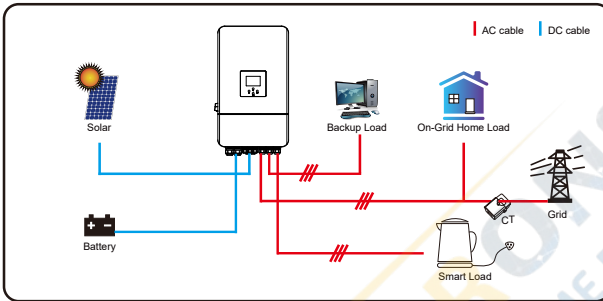 AC cable
DC cable
Solar
Backup Load
On-Grid Home Load
Battery
CT
Grid
Smart Load